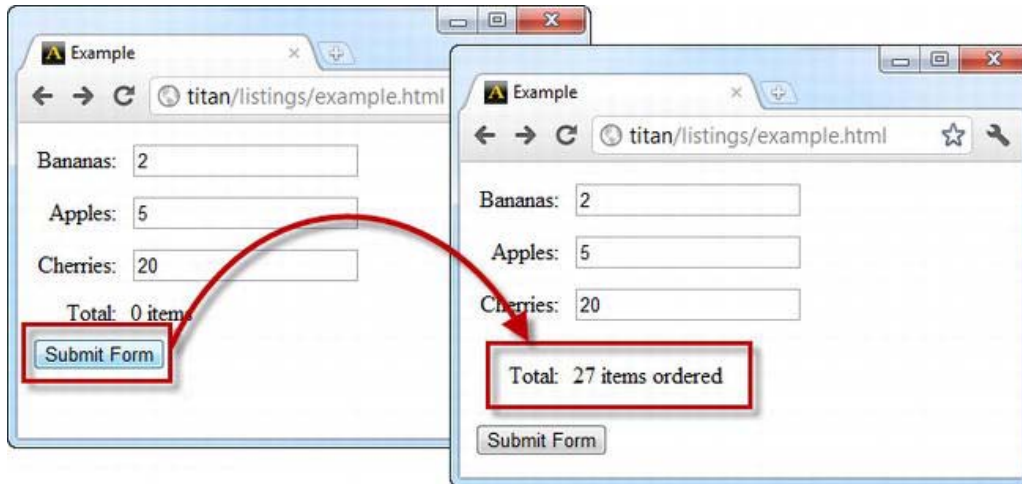 Example
titan/listings/example.html
Bananas: 2
Apples: 5
Cherries: 20
Total: 0 items
Submit Form
Example
titan/listings/example.html
Bananas: 2
Apples: 5
Cherries: 20
Total: 27 items ordered
Submit Form